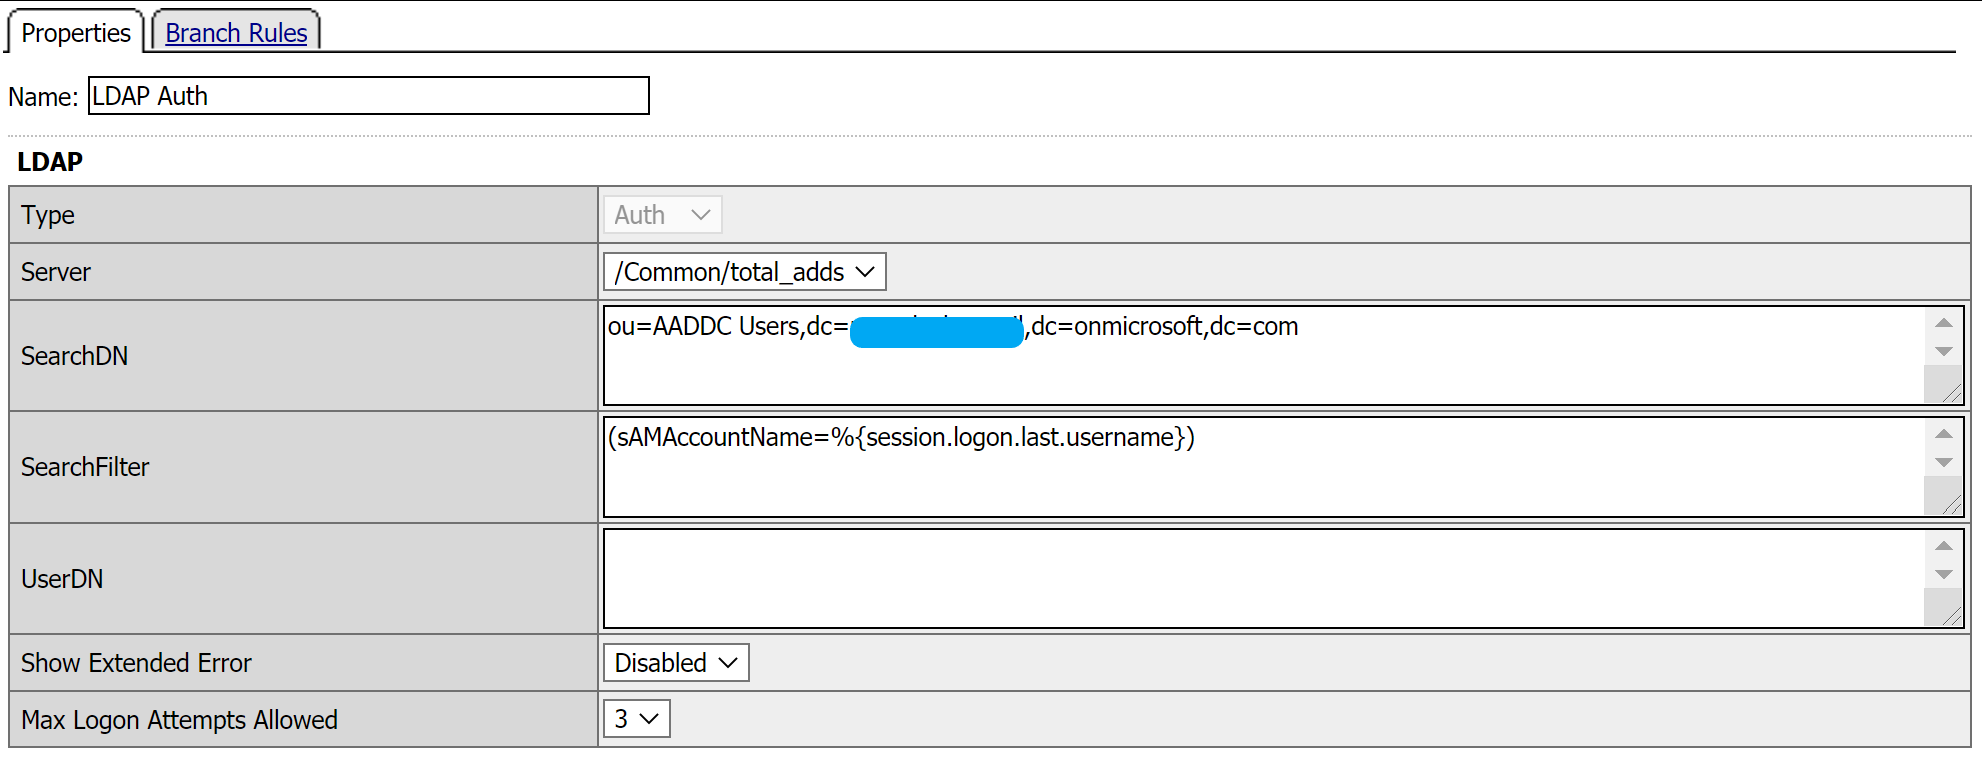 Properties Branch Rules
Name: LDAP Auth
LDAP
Type Auth
Server /Common/total_adds
SearchDN ou=AADDC Users,dc= ,dc=onmicrosoft,dc=com
SearchFilter (sAMAccountName=%{session.logon.last.username})
UserDN
Show Extended Error Disabled
Max Logon Attempts Allowed 3